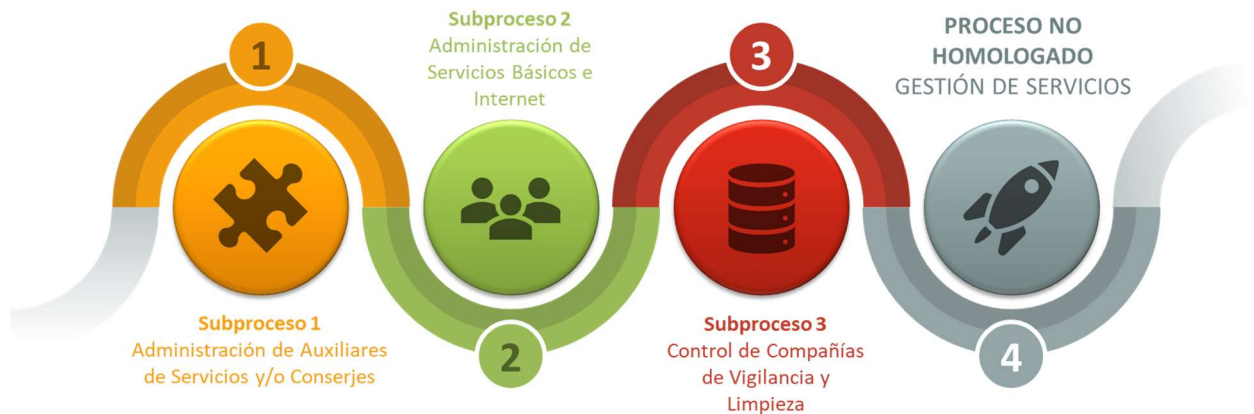 1
Subproceso 1
Administración de Auxiliares
de Servicios y/o Conserjes
Subproceso 2
Administración de
Servicios Básicos e
Internet
2
3
Subproceso 3
Control de Compañías
de Vigilancia y
Limpieza
PROCESO NO
HOMOLOGADO
GESTIÓN DE SERVICIOS
4